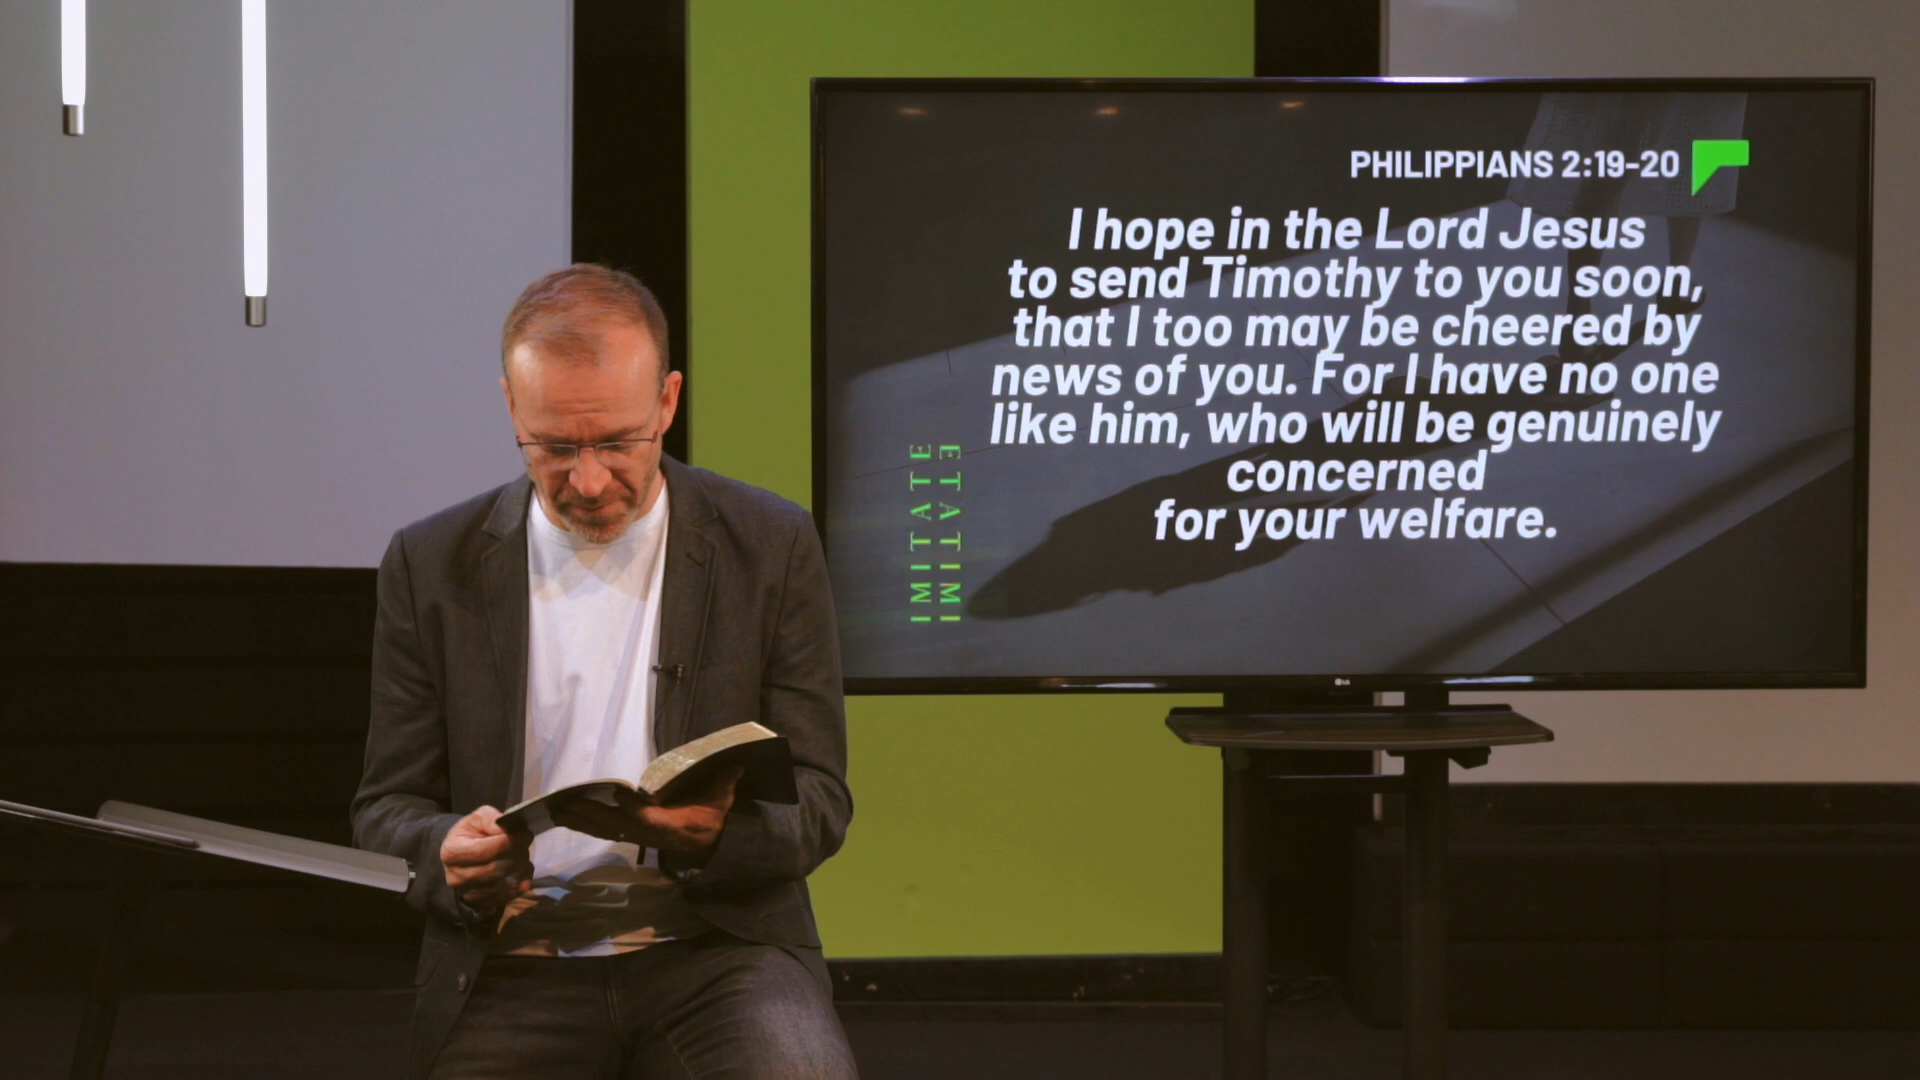 PHILIPPIANS 2:19-20
I hope in the Lord Jesus
to send Timothy to you soon,
that I too may be cheered by
news of you. For I have no one
like him, who will be genuinely
concerned
for your welfare.
IMITATE
IMITATE
LG